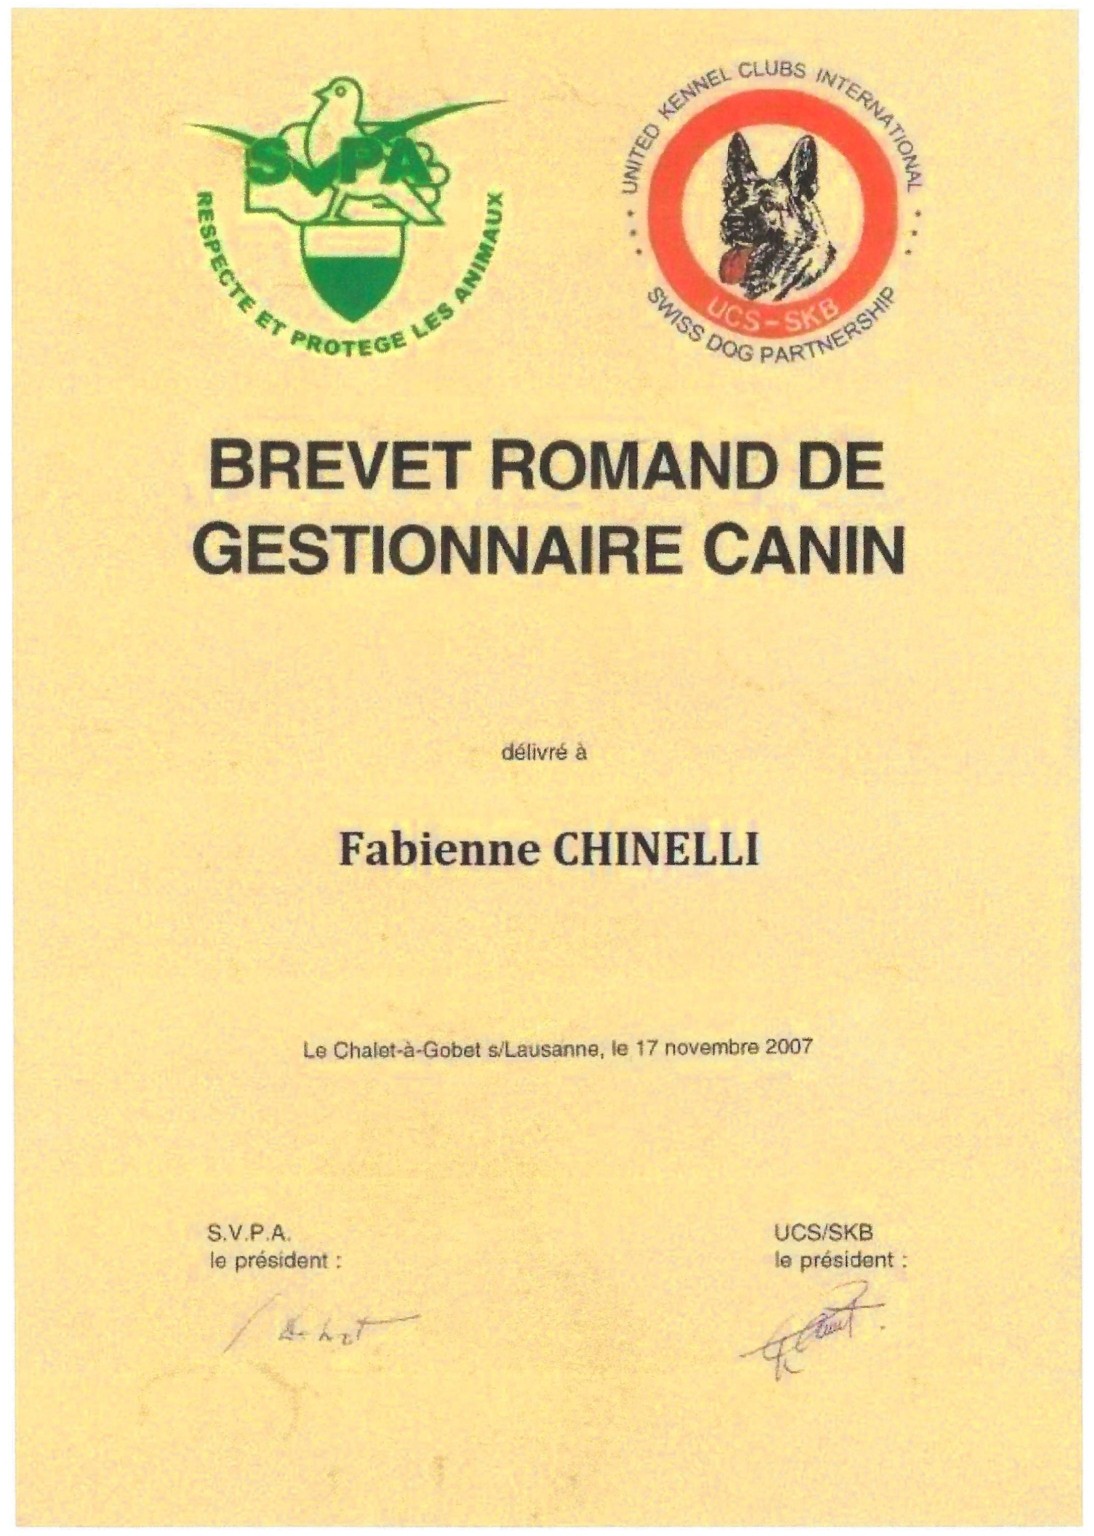 SVPA
RESPECTE ET PROTEGE LES ANIMAUX
UNITED KENNEL CLUBS INTERNATIONAL
UCS - SKB
SWISS DOG PARTNERSHIP
BREVET ROMAND DE
GESTIONNAIRE CANIN
délivré à
Fabienne CHINELLI
Le Chalet-à-Gobet s/Lausanne, le 17 novembre 2007
S.V.P.A.
le président :
UCS/SKB
le président :